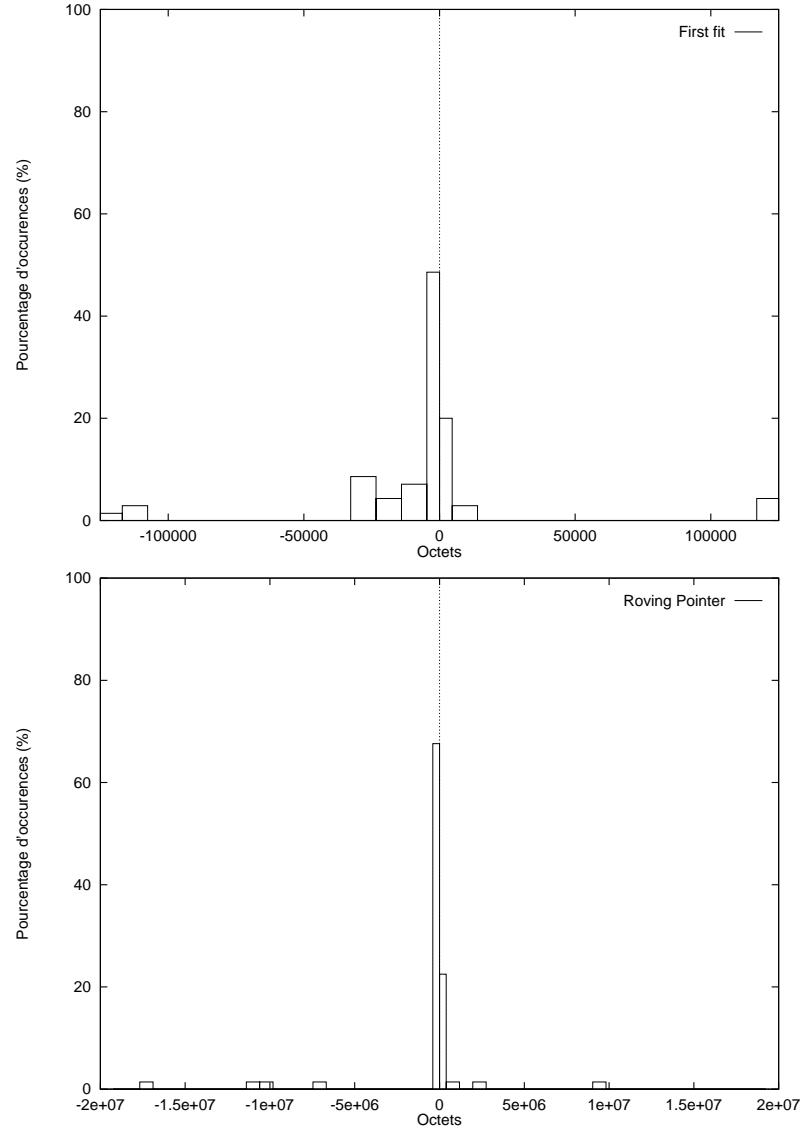 100
First fit
80
60
Pourcentage d'occurences (%)
40
20
0
-100000 -50000 0 50000 100000
Octets
100
Roving Pointer
80
60
Pourcentage d'occurences (%)
40
20
0
-2e+07 -1.5e+07 -1e+07 -5e+06 0 5e+06 1e+07 1.5e+07 2e+07
Octets